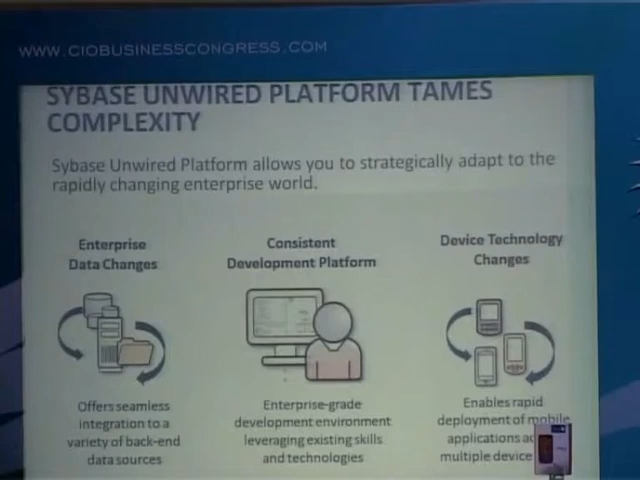 WWW.CIOBUSINESSCONGRESS.COM
SYBASE UNWIRED PLATFORM TAMES
COMPLEXITY
Sybase Unwired Platform allows you to strategically adapt to the
rapidly changing enterprise world.
Enterprise
Data Changes
Consistent
Development Platform
Device Technology
Changes
Offers seamless
integration to a
variety of back-end
data sources
Enterprise-grade
development environment
leveraging existing skills
and technologies
Enables rapid
deployment of mobile
applications
multiple device